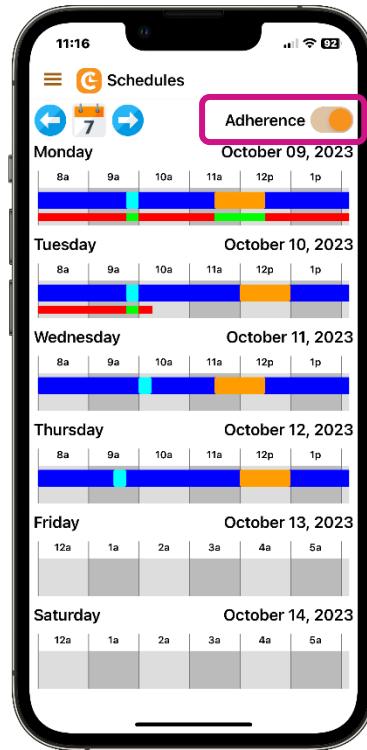 11:16 92
Schedules
7 Adherence
Monday October 09, 2023
8a 9a 10a 11a 12p 1p
Tuesday October 10, 2023
8a 9a 10a 11a 12p 1p
Wednesday October 11, 2023
8a 9a 10a 11a 12p 1p
Thursday October 12, 2023
8a 9a 10a 11a 12p 1p
Friday October 13, 2023
12a 1a 2a 3a 4a 5a
Saturday October 14, 2023
12a 1a 2a 3a 4a 5a